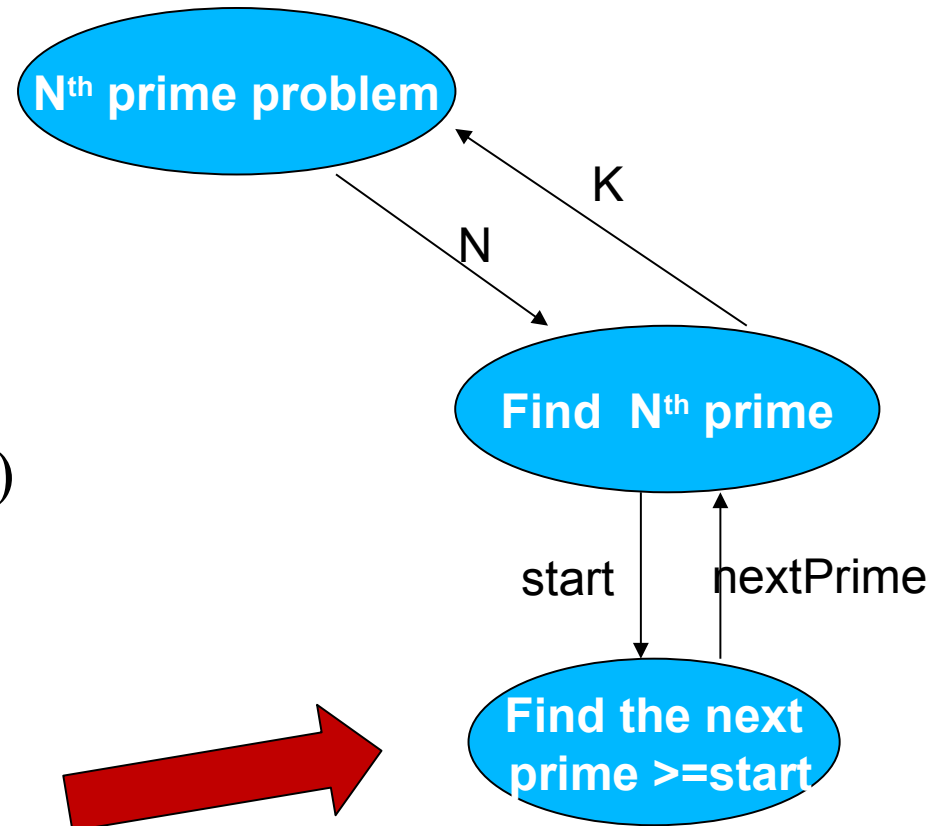 Nth prime problem
K
N
Find Nth prime
)
start
nextPrime
Find the next
prime >=start